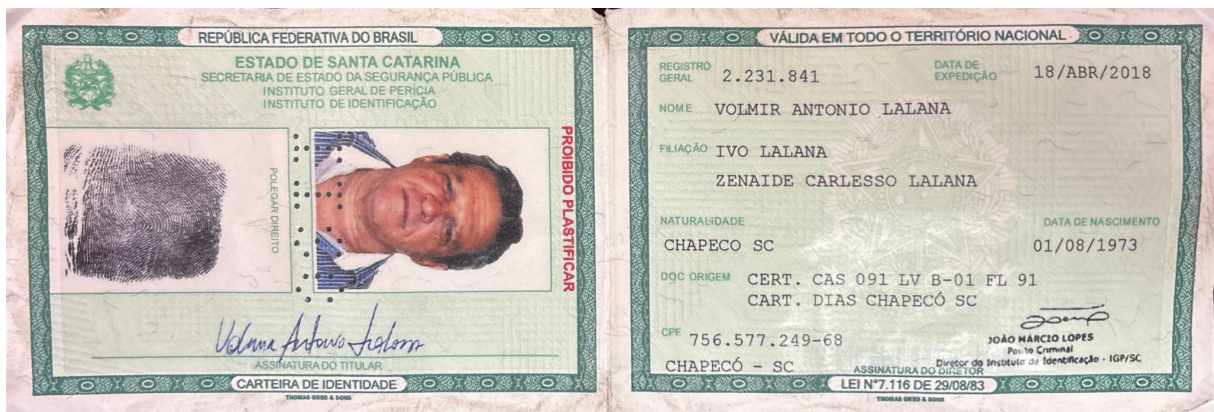 REPÚBLICA FEDERATIVA DO BRASIL
ESTADO DE SANTA CATARINA
SECRETARIA DE ESTADO DA SEGURANÇA PÚBLICA
INSTITUTO GERAL DE PERÍCIA
INSTITUTO DE IDENTIFICAÇÃO
POLEGAR DIREITO
PROIBIDO PLASTIFICAR
ASSINATURA DO TITULAR
CARTEIRA DE IDENTIDADE
THOMAS GREG & SONS
VÁLIDA EM TODO O TERRITÓRIO NACIONAL
REGISTRO GERAL 2.231.841 DATA DE EXPEDIÇÃO 18/ABR/2018
NOME VOLMIR ANTONIO LALANA
FILIAÇÃO IVO LALANA
ZENAIDE CARLESSO LALANA
NATURALIDADE DATA DE NASCIMENTO
CHAPECO SC 01/08/1973
DOC ORIGEM CERT. CAS 091 LV B-01 FL 91
CART. DIAS CHAPECÓ SC
CPF 756.577.249-68
JOÃO MÁRCIO LOPES
Perito Criminal
CHAPECÓ - SC Diretor do Instituto de Identificação - IGP/SC
ASSINATURA DO DIRETOR
LEI Nº7.116 DE 29/08/83
THOMAS GREG & SONS